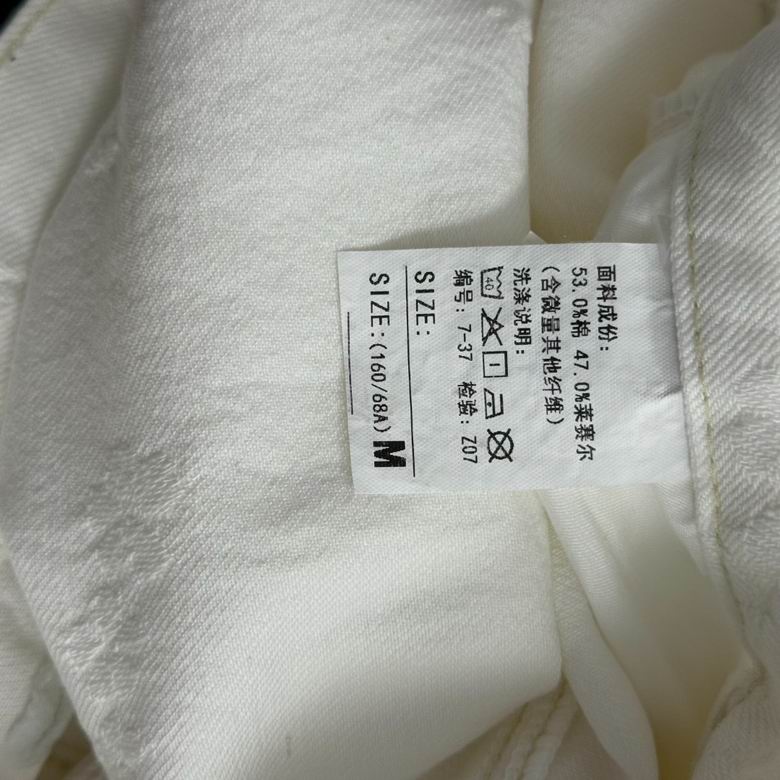 面料成份:
53.0%棉 47.0%莱赛尔
(含微量其他纤维)
洗涤说明:
40
编号: 7-37 检验: Z07
SIZE:
SIZE:(160/68A) M